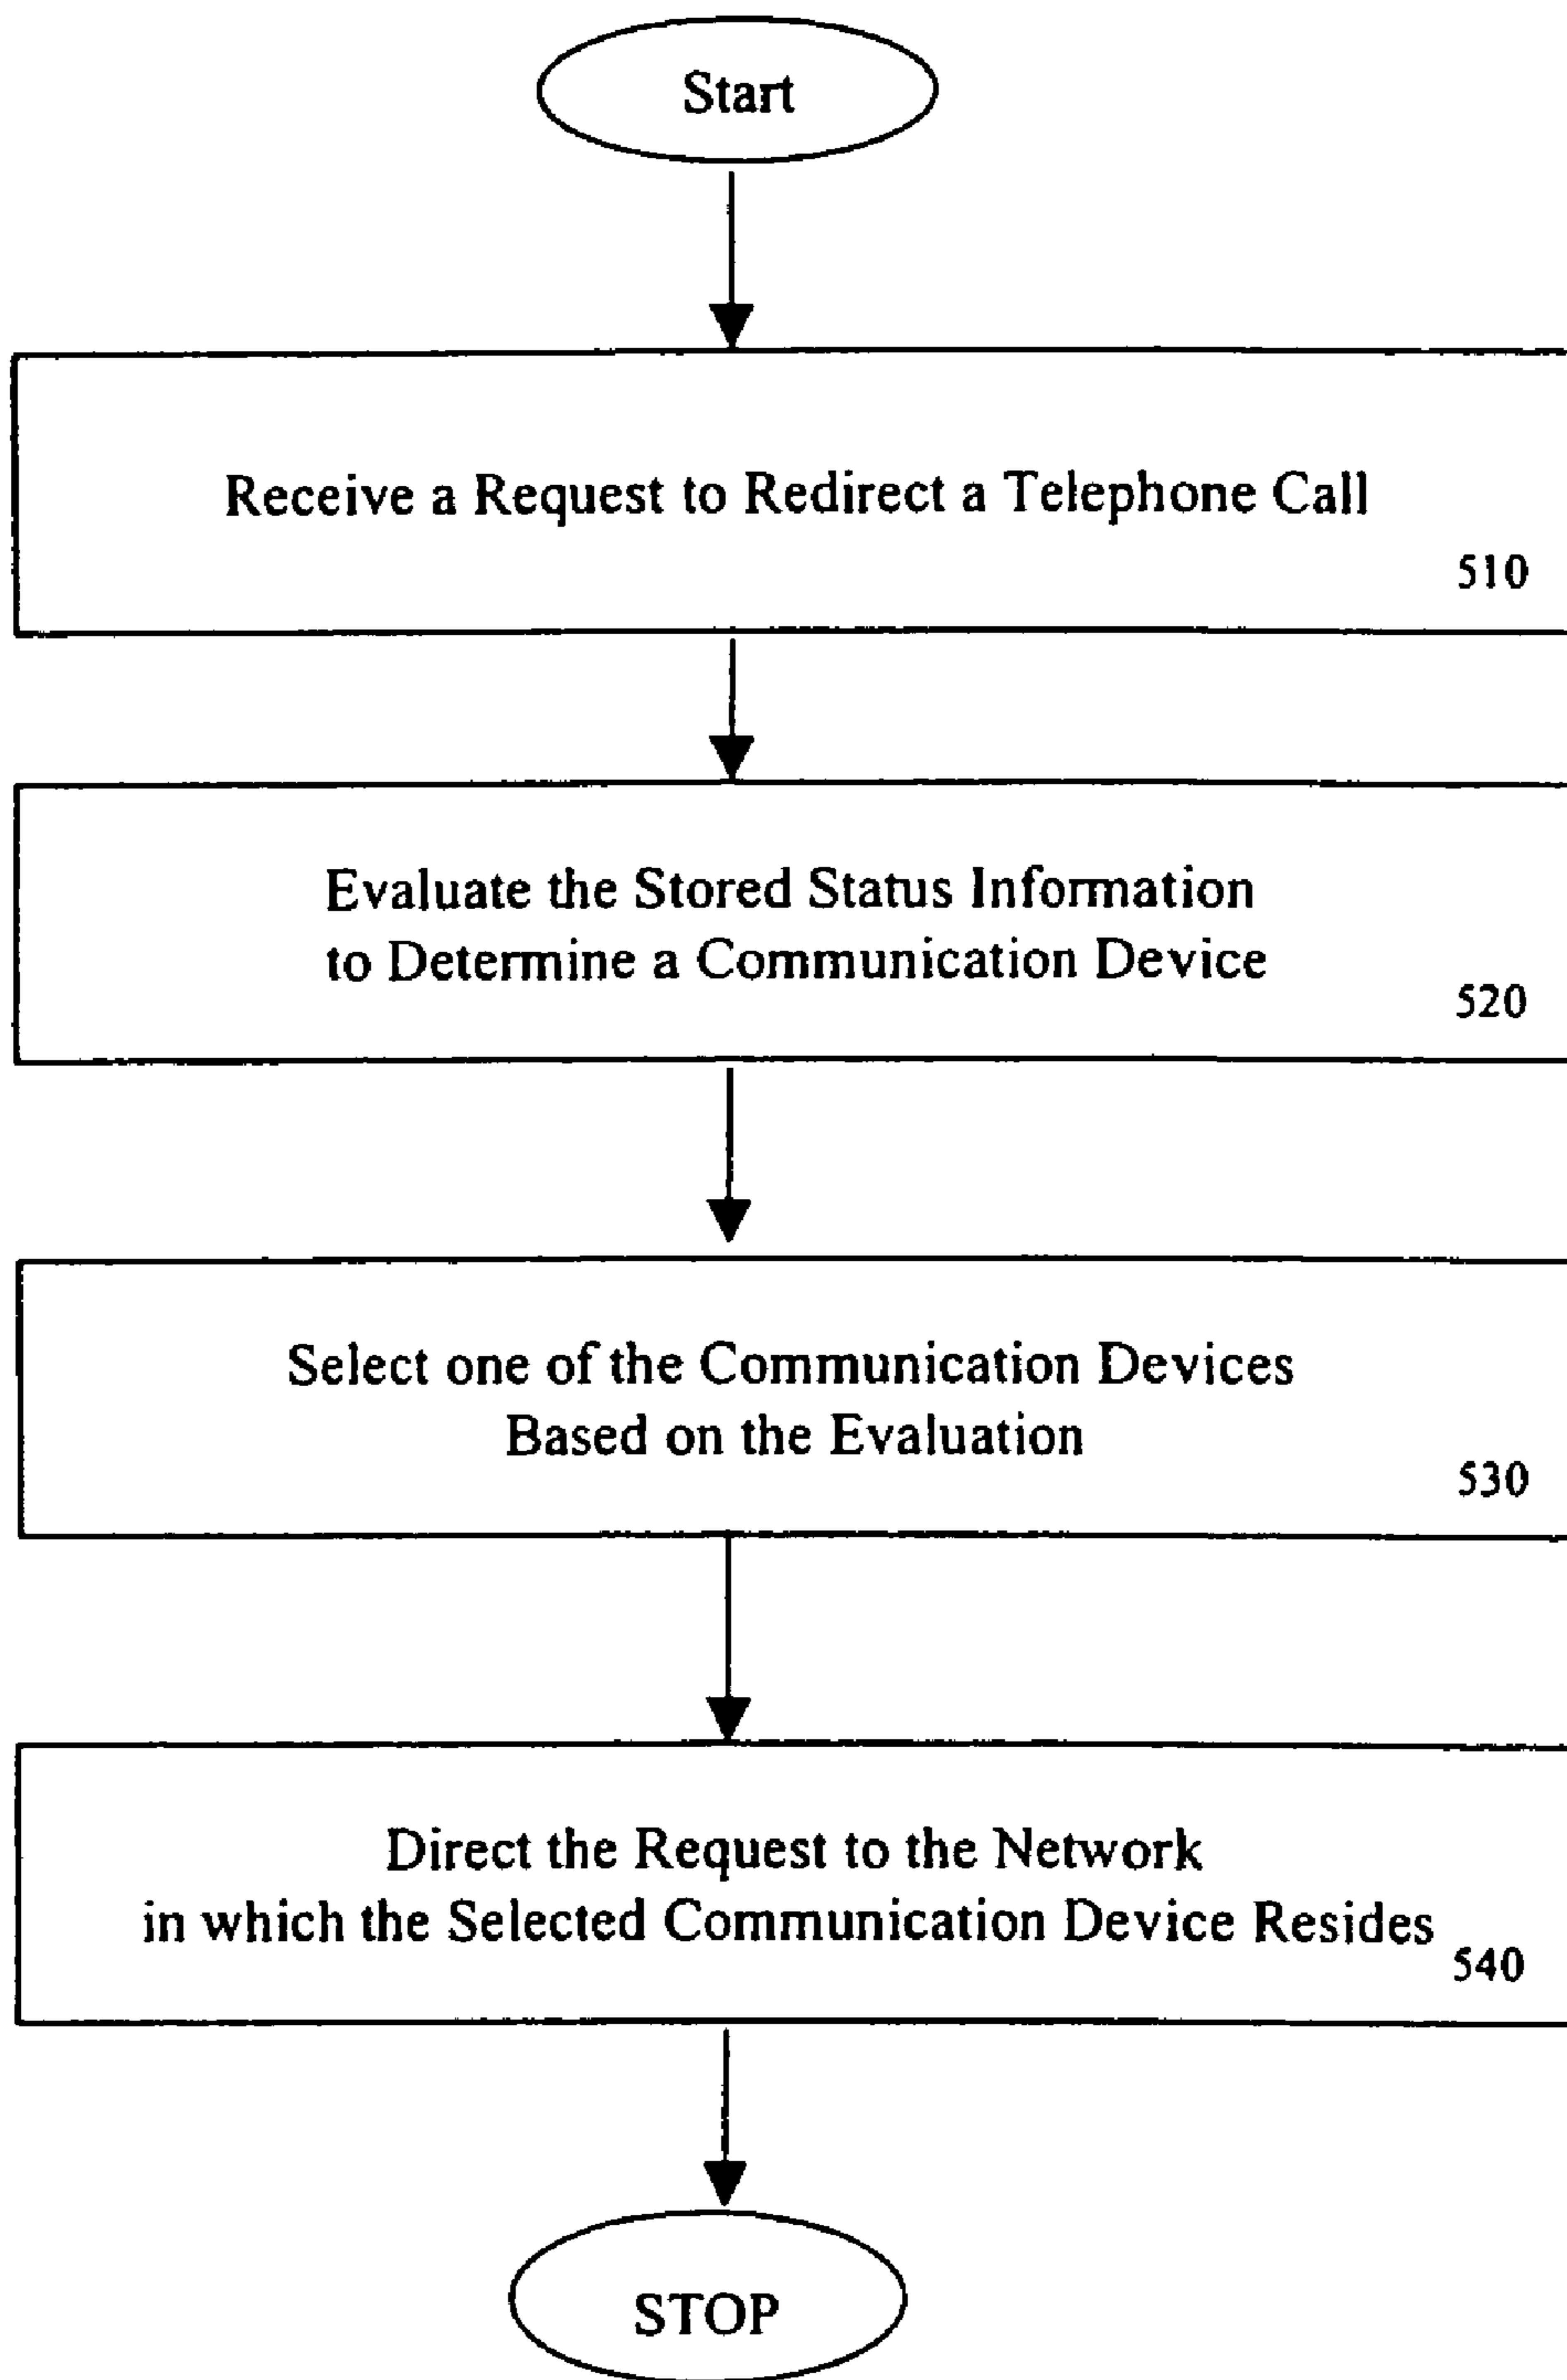 Start
Receive a Request to Redirect a Telephone Call
510
Evaluate the Stored Status Information
to Determine a Communication Device
520
Select one of the Communication Devices
Based on the Evaluation
530
Direct the Request to the Network
in which the Selected Communication Device Resides
540
STOP